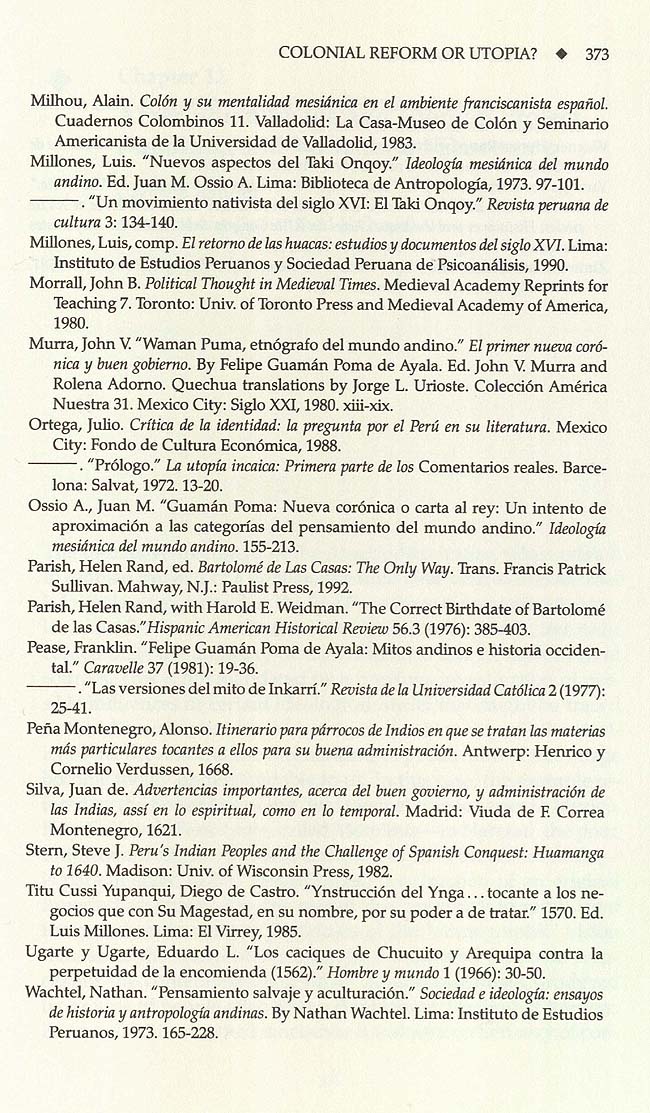 COLONIAL REFORM OR UTOPIA? ◆ 373
Milhou, Alain. Colón y su mentalidad mesiánica en el ambiente franciscanista español.
Cuadernos Colombinos 11. Valladolid: La Casa-Museo de Colón y Seminario
Americanista de la Universidad de Valladolid, 1983.
Millones, Luis. “Nuevos aspectos del Taki Onqoy.” Ideología mesiánica del mundo
andino. Ed. Juan M. Ossio A. Lima: Biblioteca de Antropología, 1973. 97-101.
———. “Un movimiento nativista del siglo XVI: El Taki Onqoy.” Revista peruana de
cultura 3: 134-140.
Millones, Luis, comp. El retorno de las huacas: estudios y documentos del siglo XVI. Lima:
Instituto de Estudios Peruanos y Sociedad Peruana de Psicoanálisis, 1990.
Morrall, John B. Political Thought in Medieval Times. Medieval Academy Reprints for
Teaching 7. Toronto: Univ. of Toronto Press and Medieval Academy of America,
1980.
Murra, John V. “Waman Puma, etnógrafo del mundo andino.” El primer nueva coró-
nica y buen gobierno. By Felipe Guamán Poma de Ayala. Ed. John V. Murra and
Rolena Adorno. Quechua translations by Jorge L. Urioste. Colección América
Nuestra 31. Mexico City: Siglo XXI, 1980. xiii-xix.
Ortega, Julio. Crítica de la identidad: la pregunta por el Perú en su literatura. Mexico
City: Fondo de Cultura Económica, 1988.
———. “Prólogo.” La utopía incaica: Primera parte de los Comentarios reales. Barce-
lona: Salvat, 1972. 13-20.
Ossio A., Juan M. “Guamán Poma: Nueva corónica o carta al rey: Un intento de
aproximación a las categorías del pensamiento del mundo andino.” Ideología
mesiánica del mundo andino. 155-213.
Parish, Helen Rand, ed. Bartolomé de Las Casas: The Only Way. Trans. Francis Patrick
Sullivan. Mahway, N.J.: Paulist Press, 1992.
Parish, Helen Rand, with Harold E. Weidman. “The Correct Birthdate of Bartolomé
de las Casas.”Hispanic American Historical Review 56.3 (1976): 385-403.
Pease, Franklin. “Felipe Guamán Poma de Ayala: Mitos andinos e historia occiden-
tal.” Caravelle 37 (1981): 19-36.
———. “Las versiones del mito de Inkarrí.” Revista de la Universidad Católica 2 (1977):
25-41.
Peña Montenegro, Alonso. Itinerario para párrocos de Indios en que se tratan las materias
más particulares tocantes a ellos para su buena administración. Antwerp: Henrico y
Cornelio Verdussen, 1668.
Silva, Juan de. Advertencias importantes, acerca del buen govierno, y administración de
las Indias, assí en lo espiritual, como en lo temporal. Madrid: Viuda de F. Correa
Montenegro, 1621.
Stern, Steve J. Peru’s Indian Peoples and the Challenge of Spanish Conquest: Huamanga
to 1640. Madison: Univ. of Wisconsin Press, 1982.
Titu Cussi Yupanqui, Diego de Castro. “Ynstrucción del Ynga . . . tocante a los ne-
gocios que con Su Magestad, en su nombre, por su poder a de tratar.” 1570. Ed.
Luis Millones. Lima: El Virrey, 1985.
Ugarte y Ugarte, Eduardo L. “Los caciques de Chucuito y Arequipa contra la
perpetuidad de la encomienda (1562).” Hombre y mundo 1 (1966): 30-50.
Wachtel, Nathan. “Pensamiento salvaje y aculturación.” Sociedad e ideología: ensayos
de historia y antropología andinas. By Nathan Wachtel. Lima: Instituto de Estudios
Peruanos, 1973. 165-228.